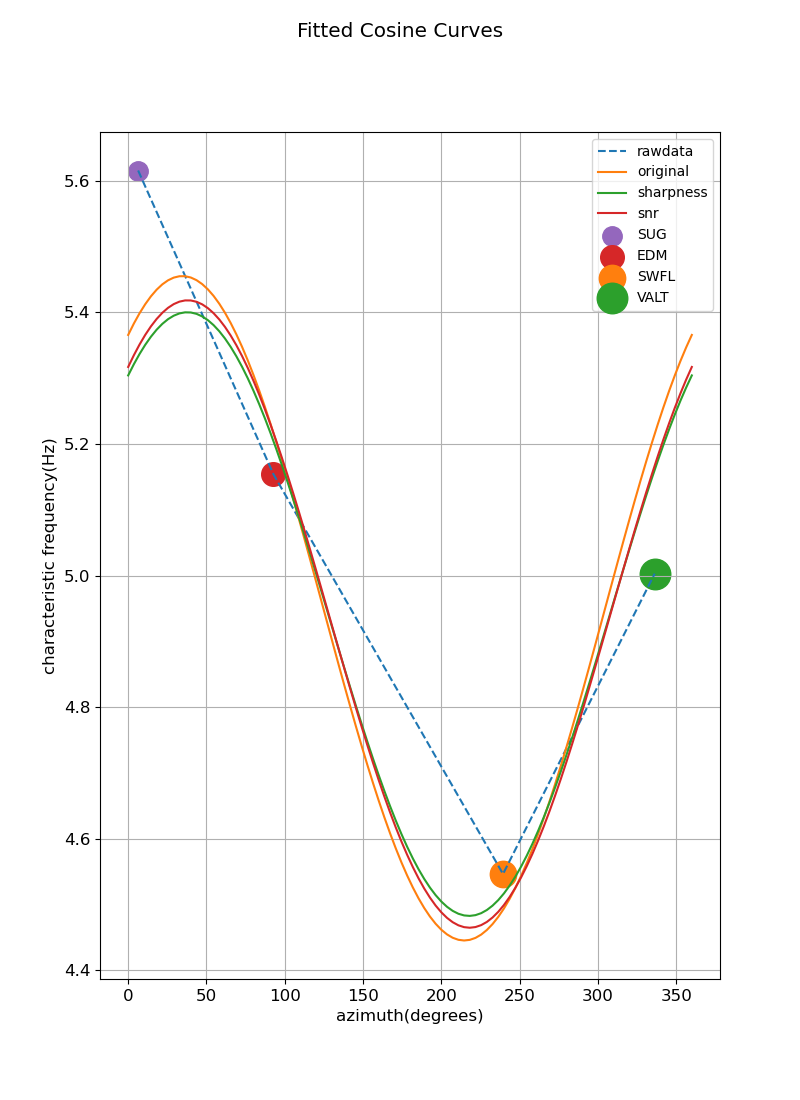 Fitted Cosine Curves
rawdata
original
sharpness
snr
SUG
EDM
SWFL
VALT
characteristic frequency(Hz)
5.6
5.4
5.2
5.0
4.8
4.6
4.4
0 50 100 150 200 250 300 350
azimuth(degrees)